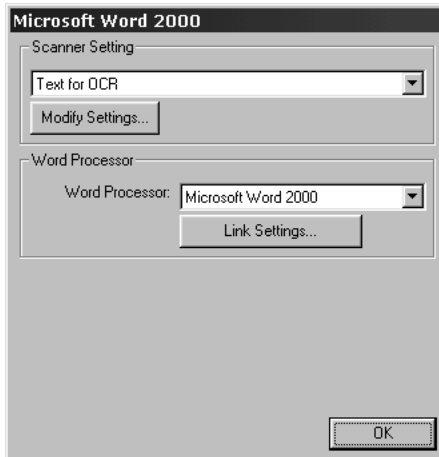 Microsoft Word 2000
Scanner Setting
Text for OCR
Modify Settings...
Word Processor
Word Processor: Microsoft Word 2000
Link Settings...
OK